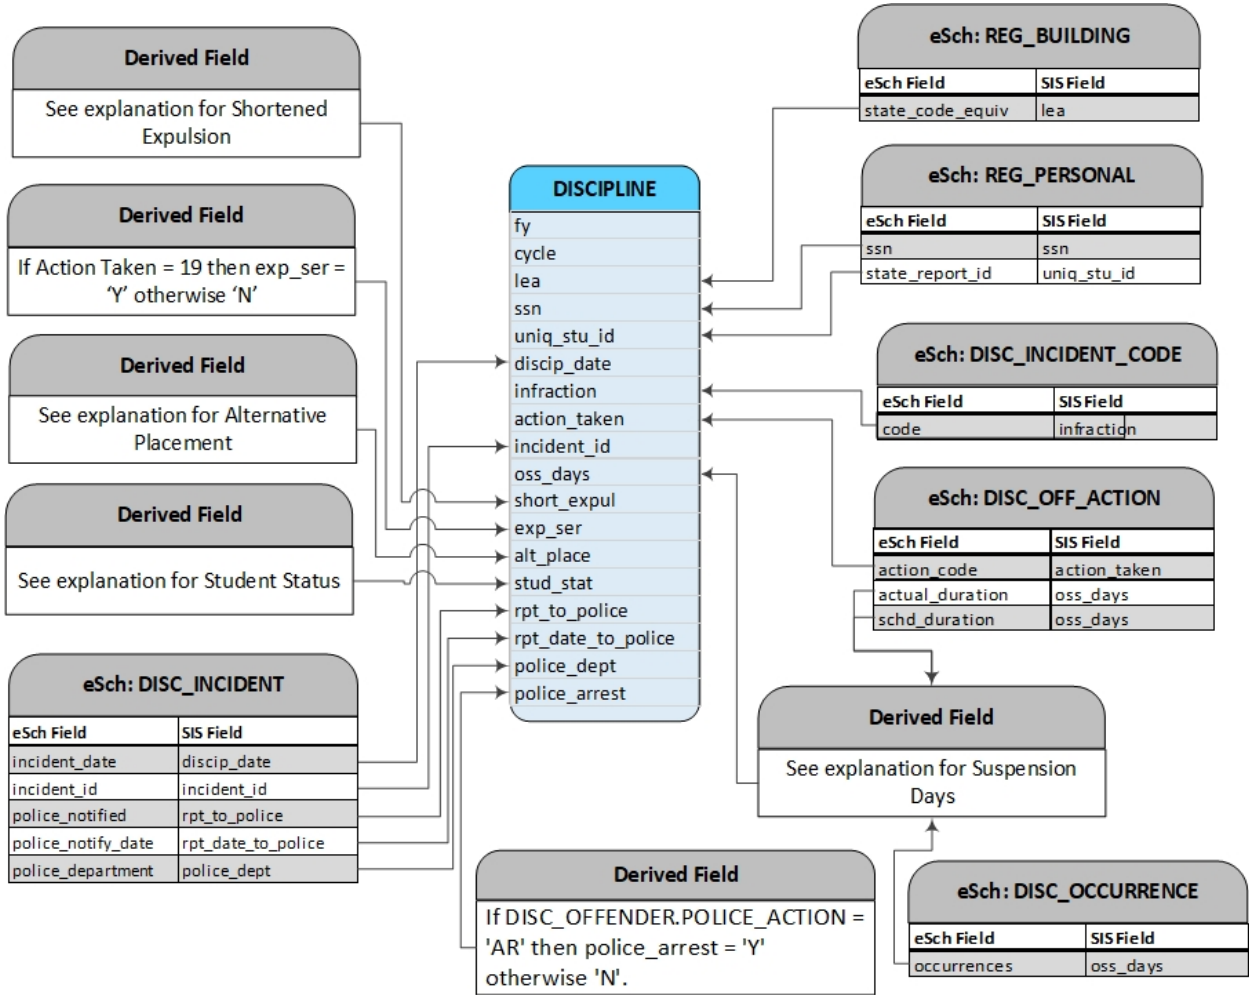 Derived Field
See explanation for Shortened
Expulsion
Derived Field
If Action Taken = 19 then exp_ser =
‘Y’ otherwise ‘N’
Derived Field
See explanation for Alternative
Placement
Derived Field
See explanation for Student Status
eSch: DISC_INCIDENT
eSch Field SIS Field
incident_date discip_date
incident_id incident_id
police_notified rpt_to_police
police_notify_date rpt_date_to_police
police_department police_dept
DISCIPLINE
fy
cycle
lea
ssn
uniq_stu_id
discip_date
infraction
action_taken
incident_id
oss_days
short_expul
exp_ser
alt_place
stud_stat
rpt_to_police
rpt_date_to_police
police_dept
police_arrest
Derived Field
If DISC_OFFENDER.POLICE_ACTION =
'AR' then police_arrest = 'Y'
otherwise 'N'.
eSch: REG_BUILDING
eSch Field SIS Field
state_code_equiv lea
eSch: REG_PERSONAL
eSch Field SIS Field
ssn ssn
state_report_id uniq_stu_id
eSch: DISC_INCIDENT_CODE
eSch Field SIS Field
code infraction
eSch: DISC_OFF_ACTION
eSch Field SIS Field
action_code action_taken
actual_duration oss_days
schd_duration oss_days
Derived Field
See explanation for Suspension
Days
eSch: DISC_OCCURRENCE
eSch Field SIS Field
occurrences oss_days